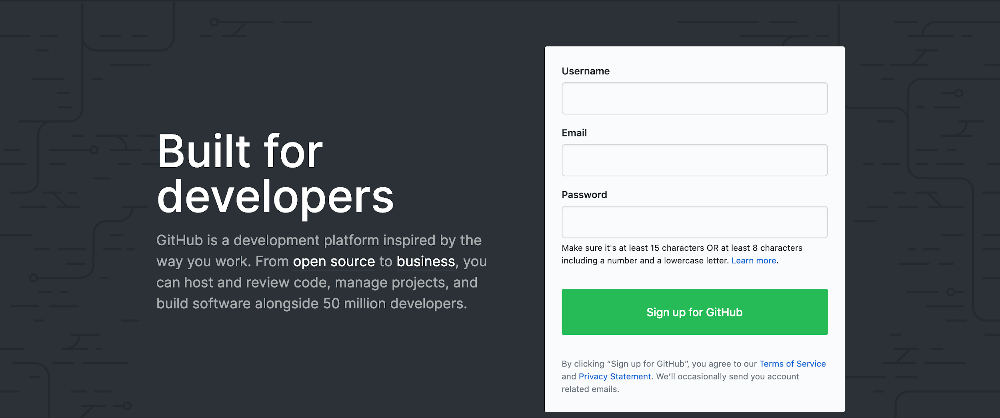 Built for
developers
GitHub is a development platform inspired by the
way you work. From open source to business, you
can host and review code, manage projects, and
build software alongside 50 million developers.
Username
Email
Password
Make sure it's at least 15 characters OR at least 8 characters
including a number and a lowercase letter. Learn more.
Sign up for GitHub
By clicking “Sign up for GitHub”, you agree to our Terms of Service
and Privacy Statement. We’ll occasionally send you account
related emails.